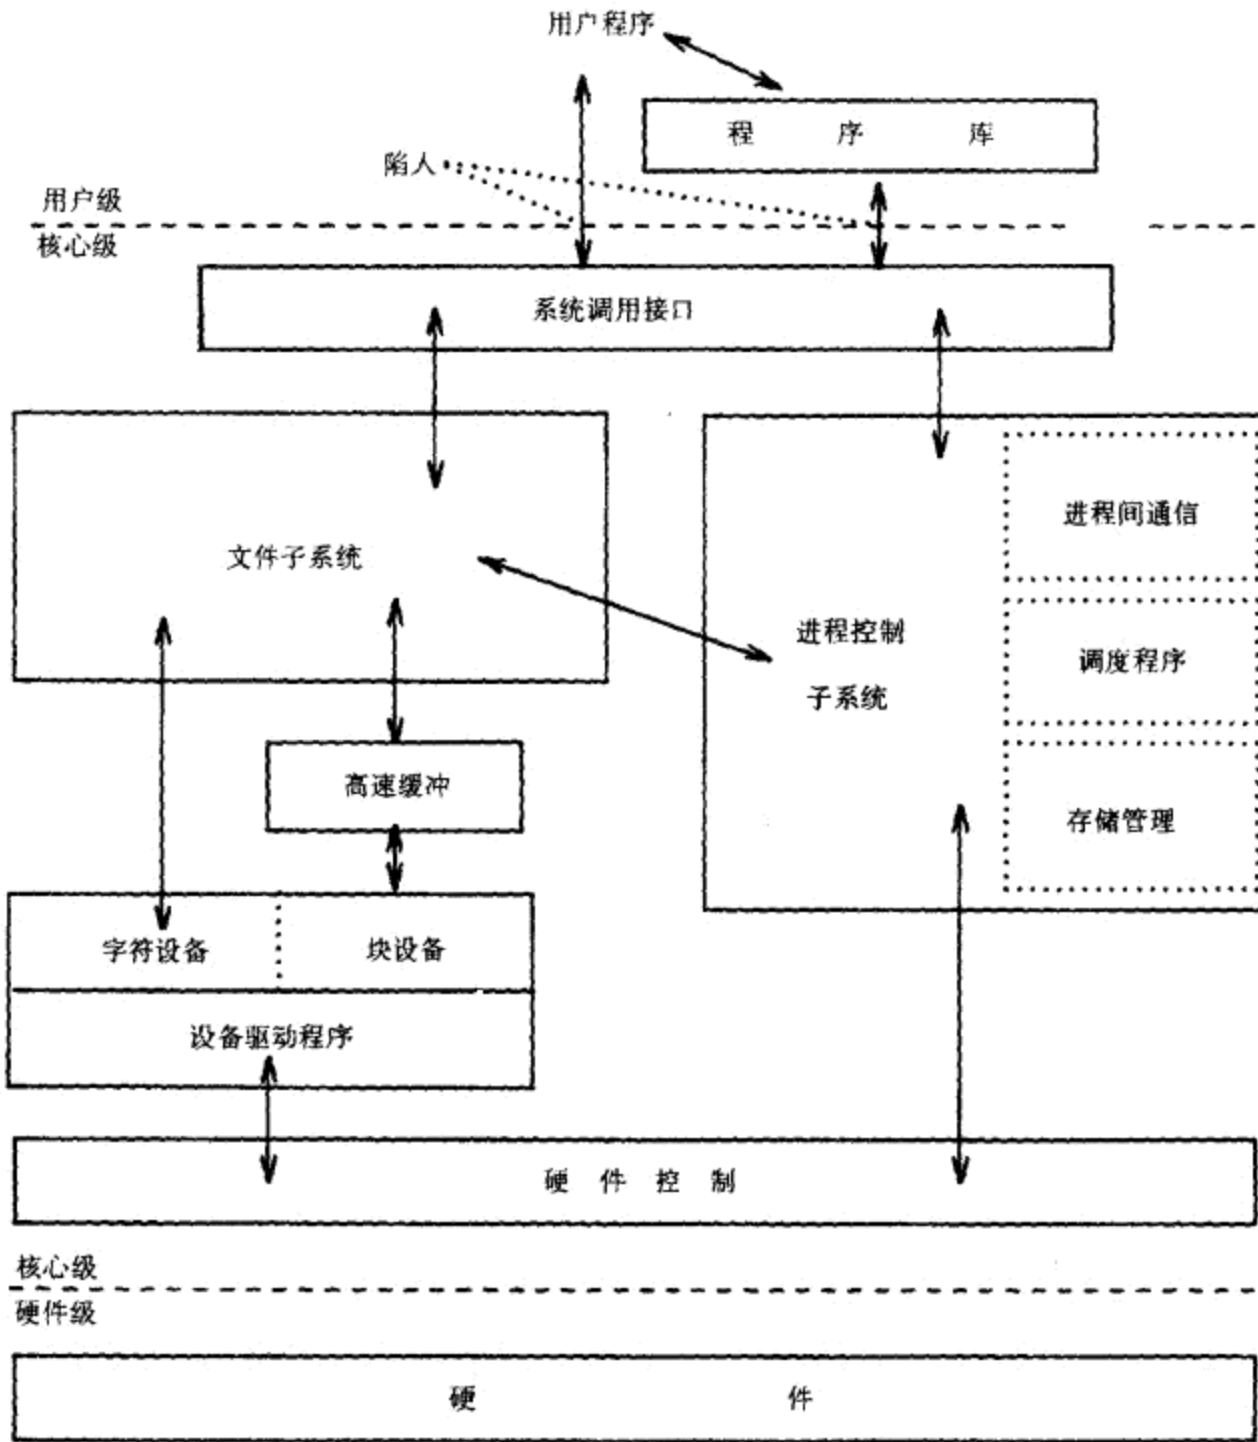 用户程序
程序库
陷人
用户级
核心级
系统调用接口
文件子系统
进程控制
子系统
进程间通信
调度程序
存储管理
高速缓冲
字符设备
块设备
设备驱动程序
硬件控制
核心级
硬件级
硬件